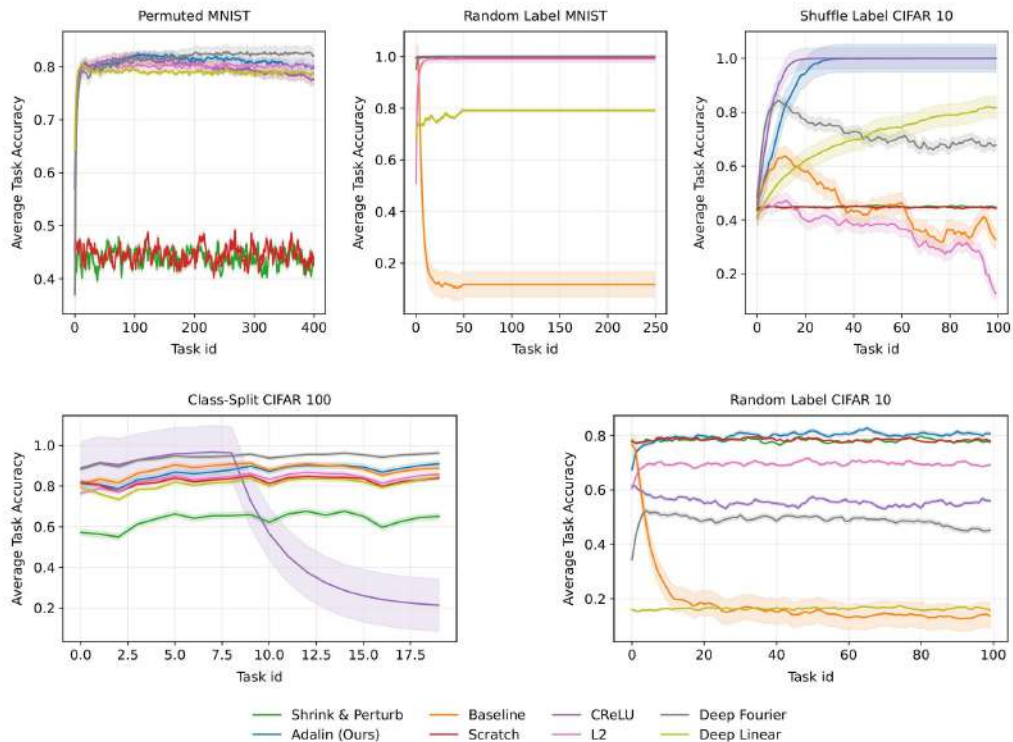 Permuted MNIST
Random Label MNIST
Shuffle Label CIFAR 10
Average Task Accuracy
0.8
0.7
0.6
0.5
0.4
0
100
200
300
400
Task id
Average Task Accuracy
1.0
0.8
0.6
0.4
0.2
0
50
100
150
200
250
Task id
Average Task Accuracy
1.0
0.8
0.6
0.4
0.2
0
20
40
60
80
100
Task id
Class-Split CIFAR 100
Random Label CIFAR 10
Average Task Accuracy
1.0
0.8
0.6
0.4
0.2
0.0
2.5
5.0
7.5
10.0
12.5
15.0
17.5
Task id
Average Task Accuracy
0.8
0.6
0.4
0.2
0
20
40
60
80
100
Task id
Shrink & Perturb
Baseline
CReLU
Deep Fourier
Adalin (Ours)
Scratch
L2
Deep Linear